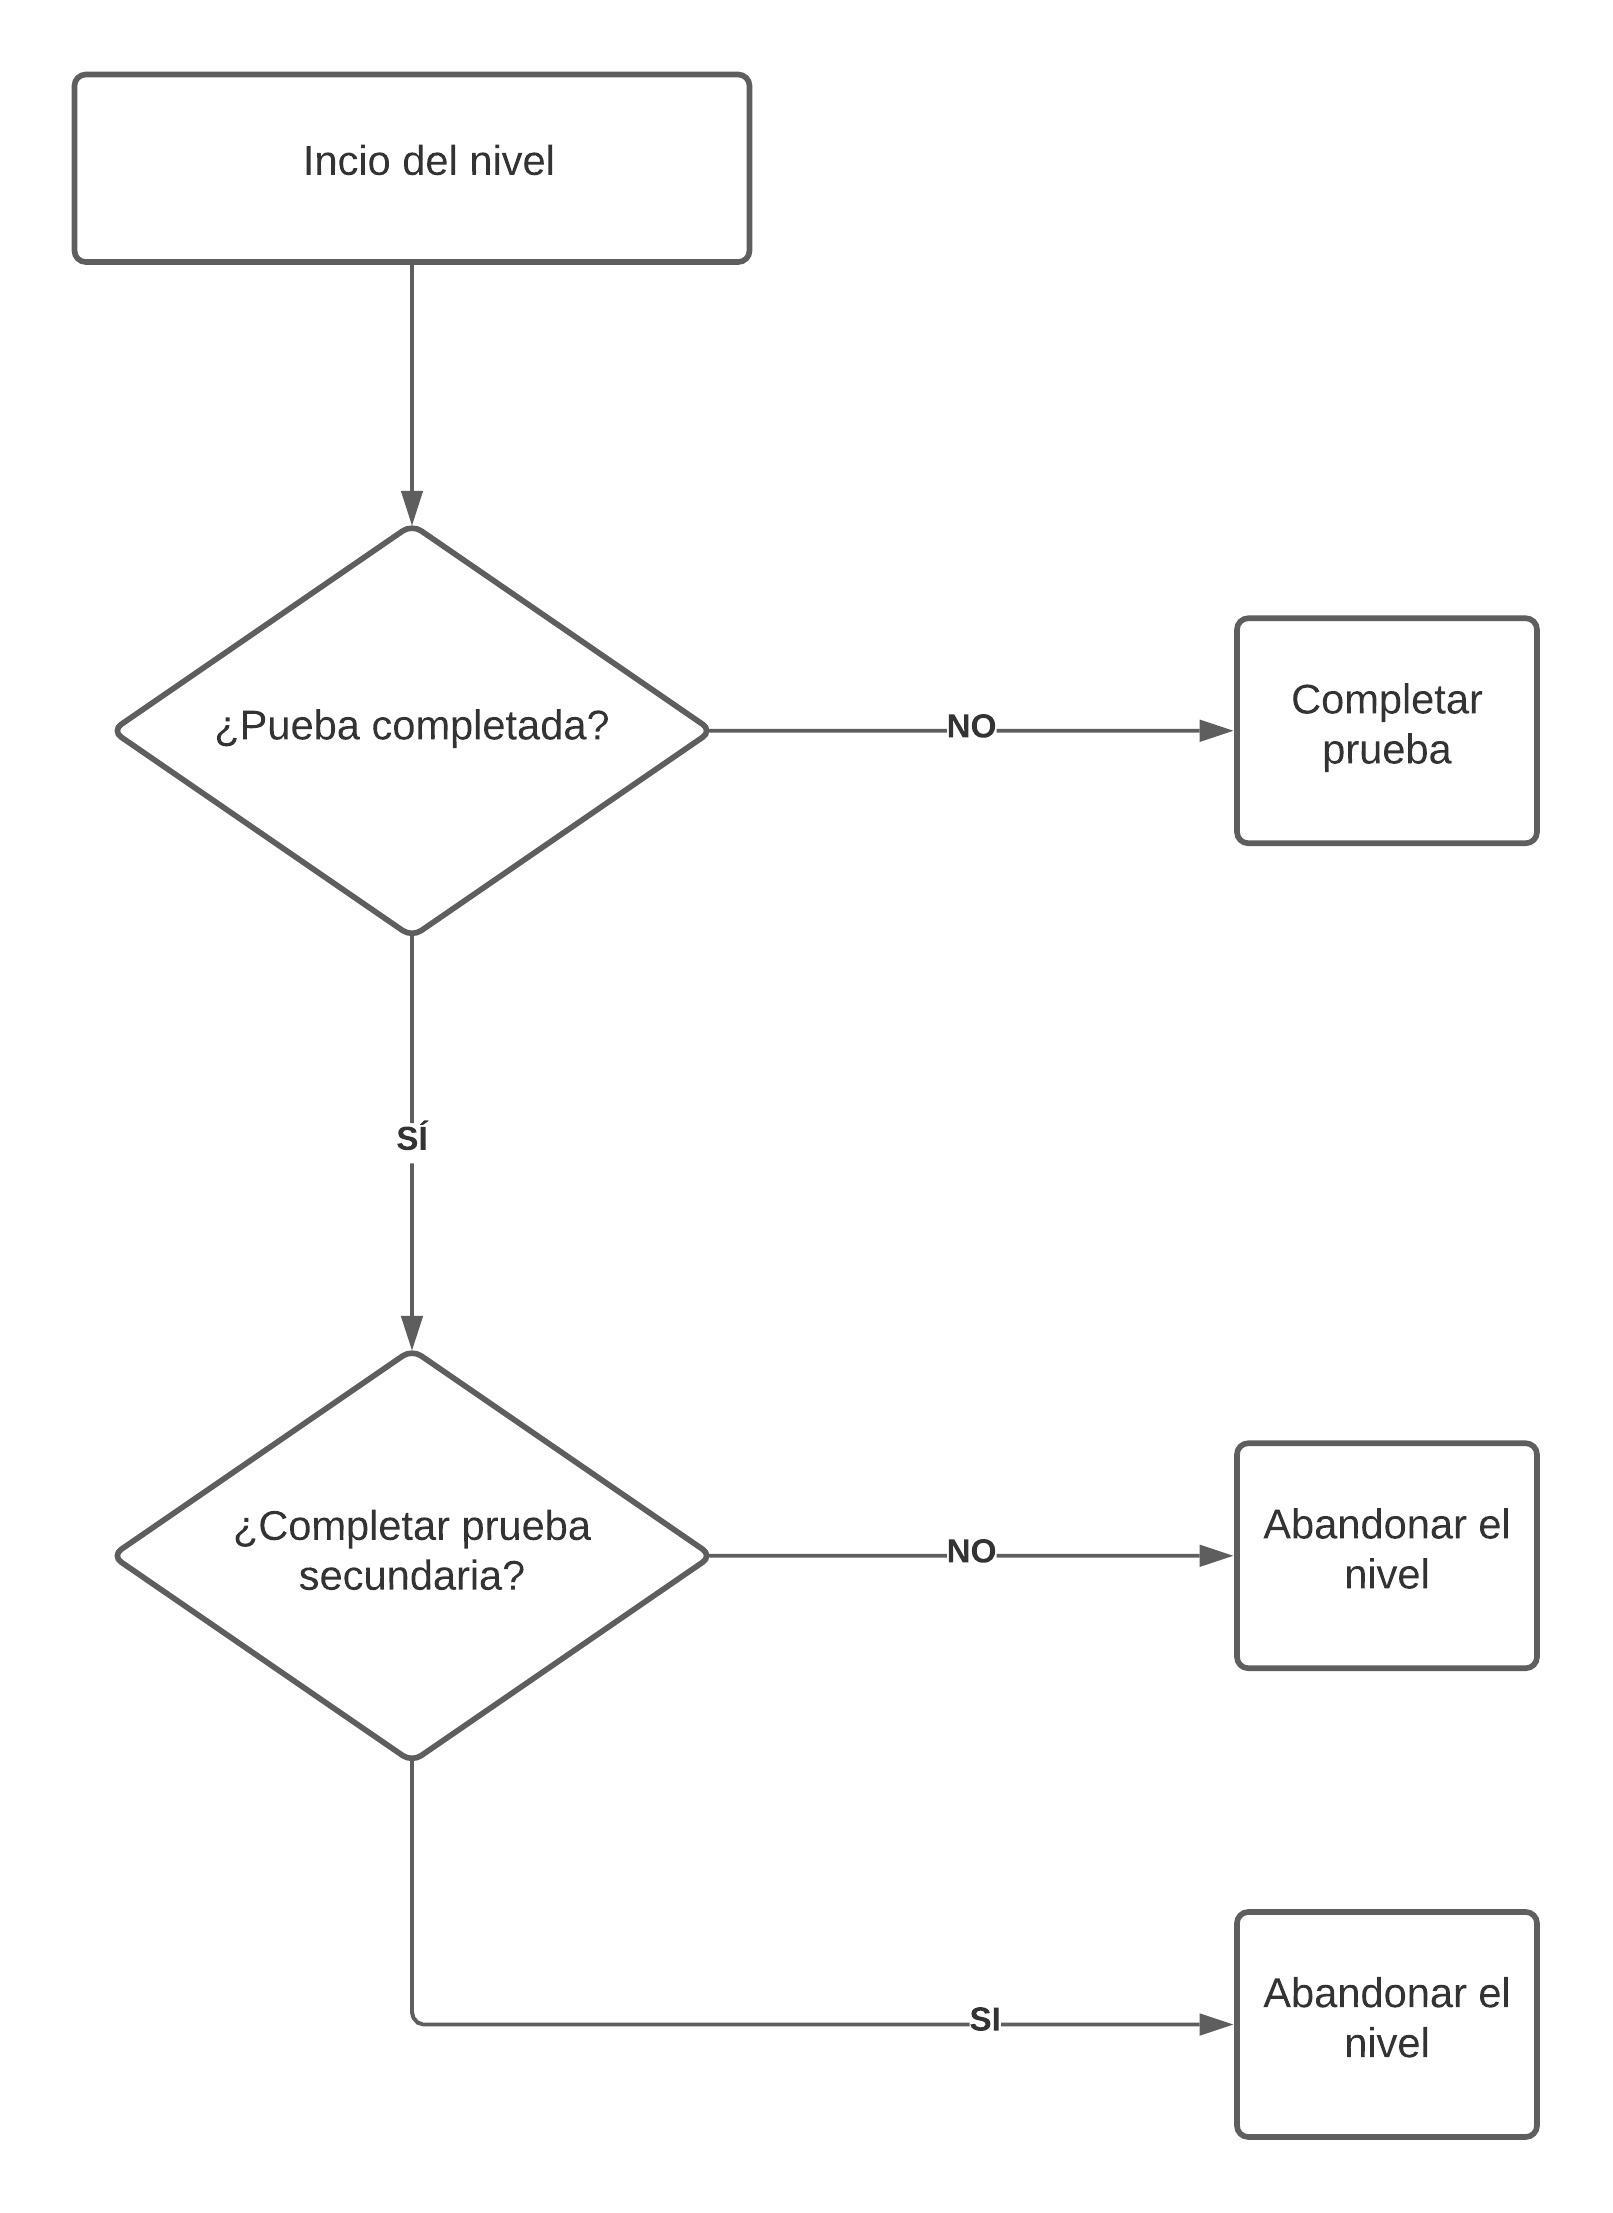 Incio del nivel
¿Pueba completada?
NO
Completar
prueba
SÍ
¿Completar prueba
secundaria?
NO
Abandonar el
nivel
SI
Abandonar el
nivel